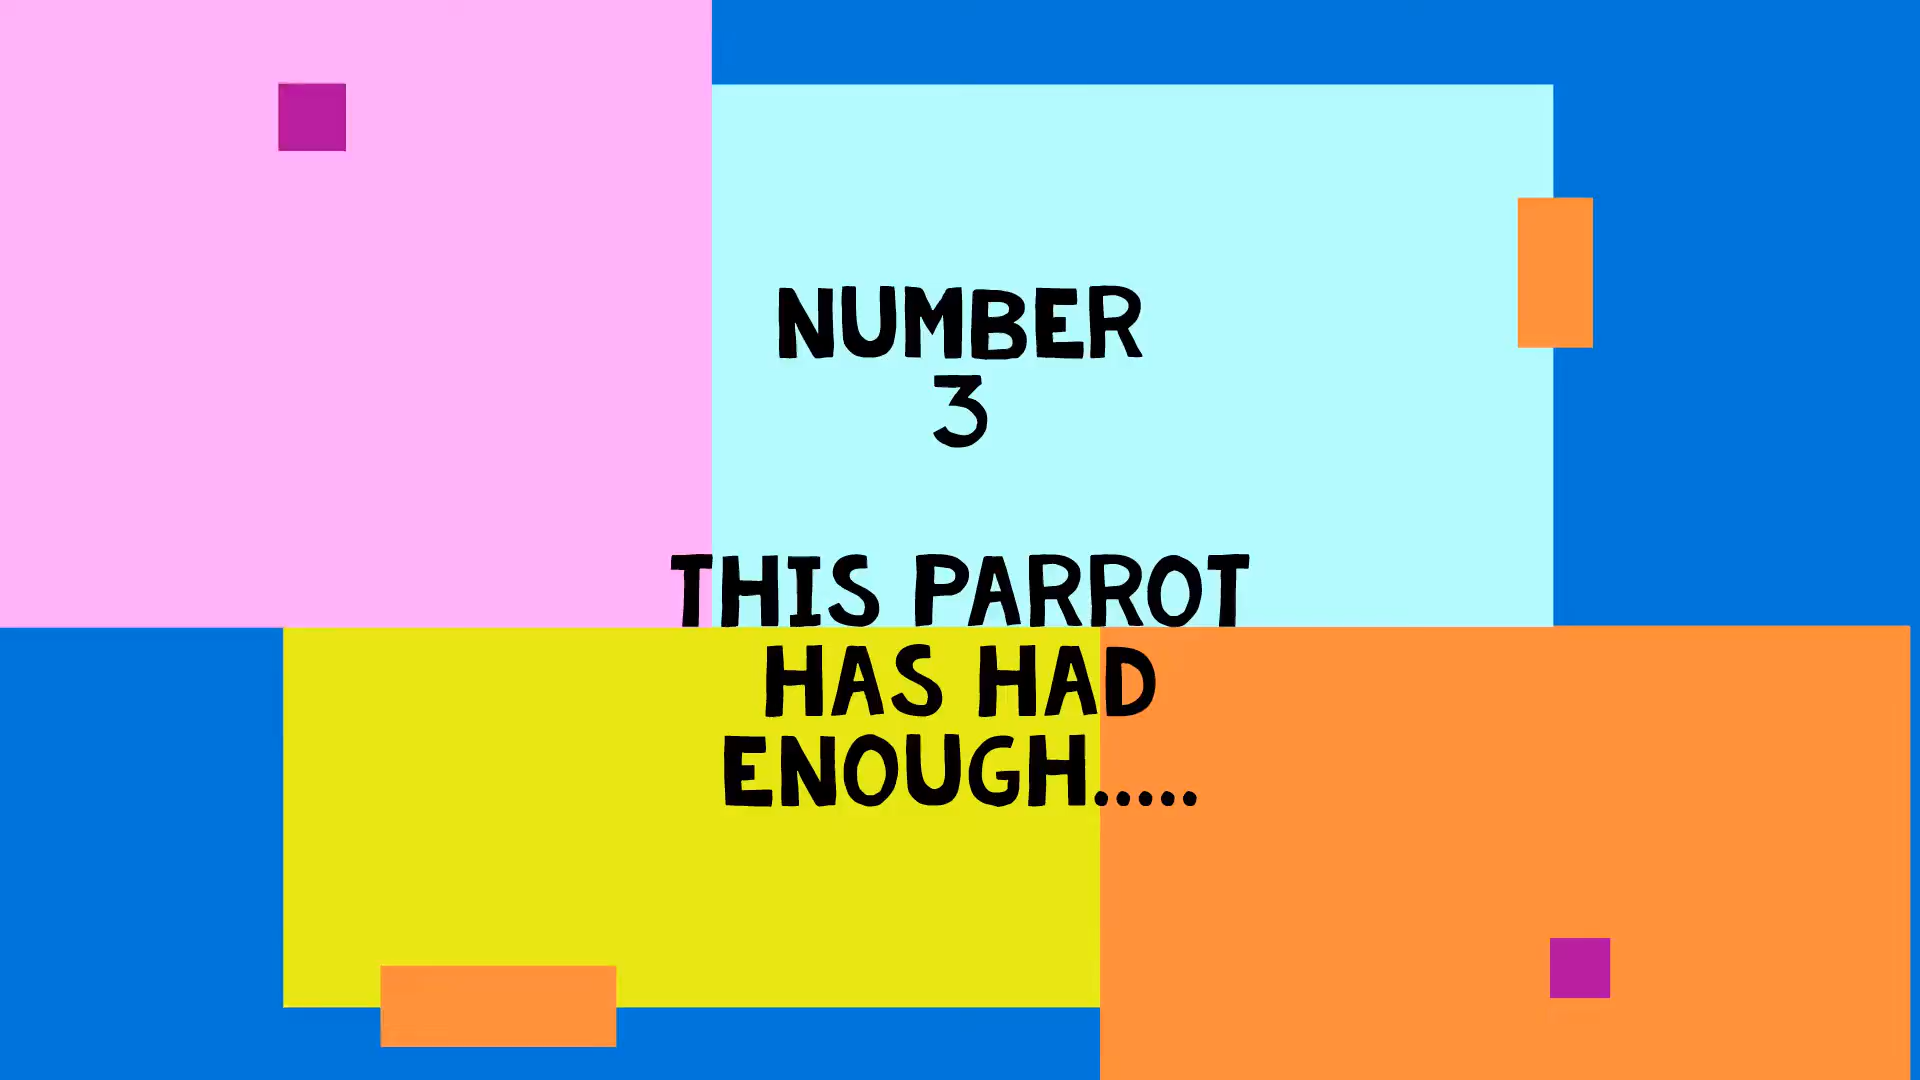 NUMBER
3
THIS PARROT
HAS HAD
ENOUGH.....